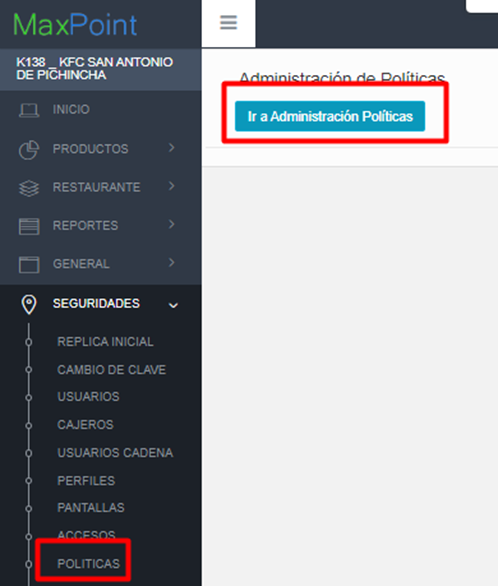 MaxPoint
K138 _ KFC SAN ANTONIO
DE PICHINCHA
INICIO
PRODUCTOS
RESTAURANTE
REPORTES
GENERAL
SEGURIDADES
REPLICA INICIAL
CAMBIO DE CLAVE
USUARIOS
CAJEROS
USUARIOS CADENA
PERFILES
PANTALLAS
ACCESOS
POLITICAS
Administración de Políticas
Ir a Administración Políticas